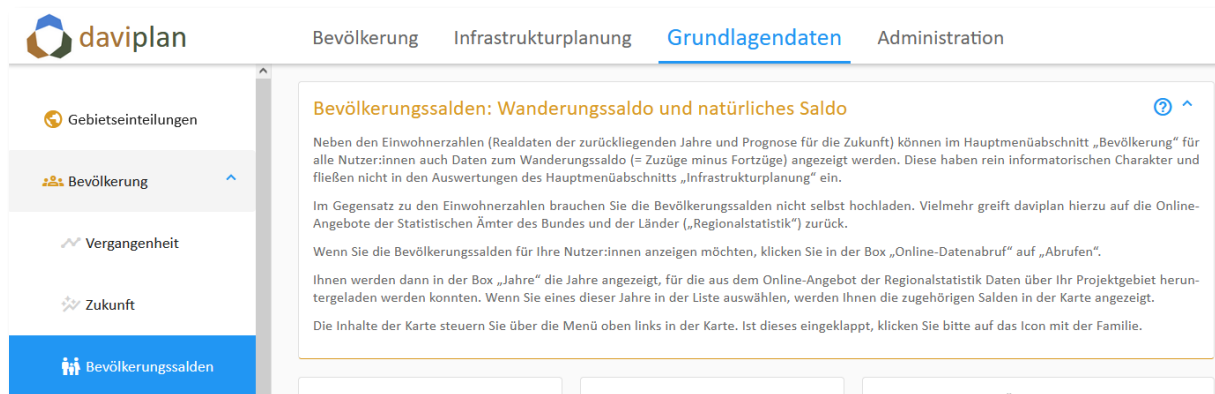 daviplan
Bevölkerung Infrastrukturplanung Grundlagendaten Administration
Gebietseinteilungen
Bevölkerung
Vergangenheit
Zukunft
Bevölkerungssalden
Bevölkerungssalden: Wanderungssaldo und natürliches Saldo
Neben den Einwohnerzahlen (Realdaten der zurückliegenden Jahre und Prognose für die Zukunft) können im Hauptmenüabschnitt „Bevölkerung“ für
alle Nutzer:innen auch Daten zum Wanderungssaldo (= Zuzüge minus Fortzüge) angezeigt werden. Diese haben rein informatorischen Charakter und
fließen nicht in den Auswertungen des Hauptmenüabschnitts „Infrastrukturplanung“ ein.
Im Gegensatz zu den Einwohnerzahlen brauchen Sie die Bevölkerungssalden nicht selbst hochladen. Vielmehr greift daviplan hierzu auf die Online-
Angebote der Statistischen Ämter des Bundes und der Länder („Regionalstatistik“) zurück.
Wenn Sie die Bevölkerungssalden für Ihre Nutzer:innen anzeigen möchten, klicken Sie in der Box „Online-Datenabruf“ auf „Abrufen“.
Ihnen werden dann in der Box „Jahre“ die Jahre angezeigt, für die aus dem Online-Angebot der Regionalstatistik Daten über Ihr Projektgebiet herun-
tergeladen werden konnten. Wenn Sie eines dieser Jahre in der Liste auswählen, werden Ihnen die zugehörigen Salden in der Karte angezeigt.
Die Inhalte der Karte steuern Sie über die Menü oben links in der Karte. Ist dieses eingeklappt, klicken Sie bitte auf das Icon mit der Familie.